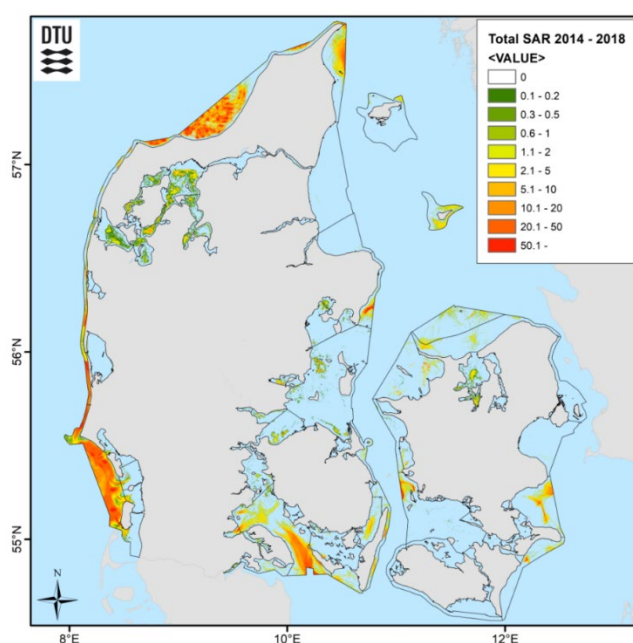 DTU
Total SAR 2014 - 2018
<VALUE>
0
0.1 - 0.2
0.3 - 0.5
0.6 - 1
1.1 - 2
2.1 - 5
5.1 - 10
10.1 - 20
20.1 - 50
50.1 -
57°N
56°N
55°N
N
8°E
10°E
12°E